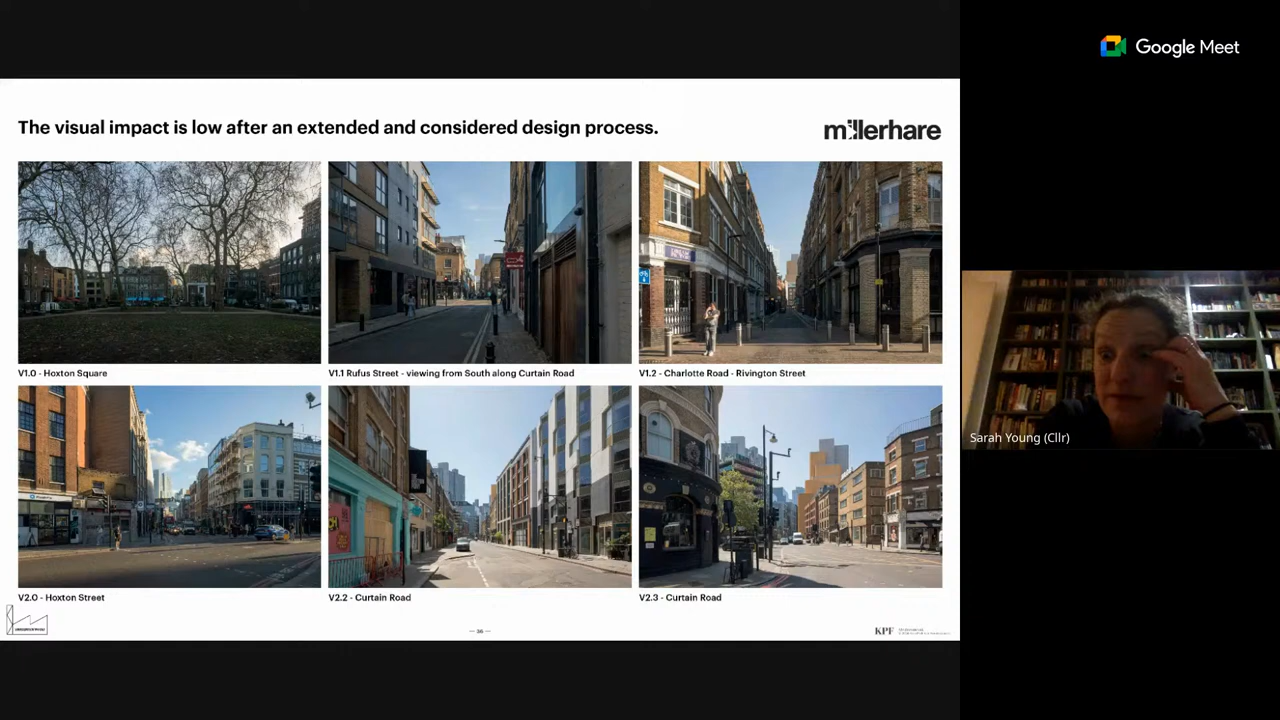 Google Meet
The visual impact is low after an extended and considered design process.
millerhare
V1.0 - Hoxton Square
V1.1 Rufus Street - viewing from South along Curtain Road
V1.2 - Charlotte Road - Rivington Street
V2.0 - Hoxton Street
V2.2 - Curtain Road
V2.3 - Curtain Road
KPF
Sarah Young (Cllr)